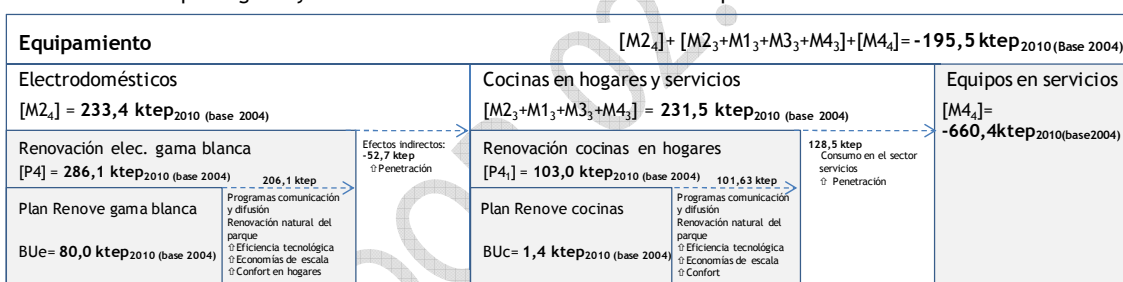 Equipamiento
[M2₄]+ [M2₃+M1₃+M3₃+M4₃]+[M4₄]= -195,5 ktep2010 (Base 2004)
Electrodomésticos
[M2₄] = 233,4 ktep2010 (base 2004)
Cocinas en hogares y servicios
[M2₃+M1₃+M3₃+M4₃] = 231,5 ktep2010 (base 2004)
Equipos en servicios
[M4₄]=
-660,4ktep2010(base2004)
Renovación elec. gama blanca
[P4] = 286,1 ktep2010 (base 2004)
Efectos indirectos:
-52,7 ktep
⇧Penetración
Renovación cocinas en hogares
[P4₁] = 103,0 ktep2010 (base 2004)
128,5 ktep
Consumo en el sector
servicios
⇧ Penetración
Plan Renove gama blanca
BUe= 80,0 ktep2010 (base 2004)
206,1 ktep
Programas comunicación
y difusión
Renovación natural del
parque
⇧Eficiencia tecnológica
⇧Economías de escala
⇧Confort en hogares
Plan Renove cocinas
BUc= 1,4 ktep2010 (base 2004)
101,63 ktep
Programas comunicación
y difusión
Renovación natural del
parque
⇧Eficiencia tecnológica
⇧Economías de escala
⇧Confort